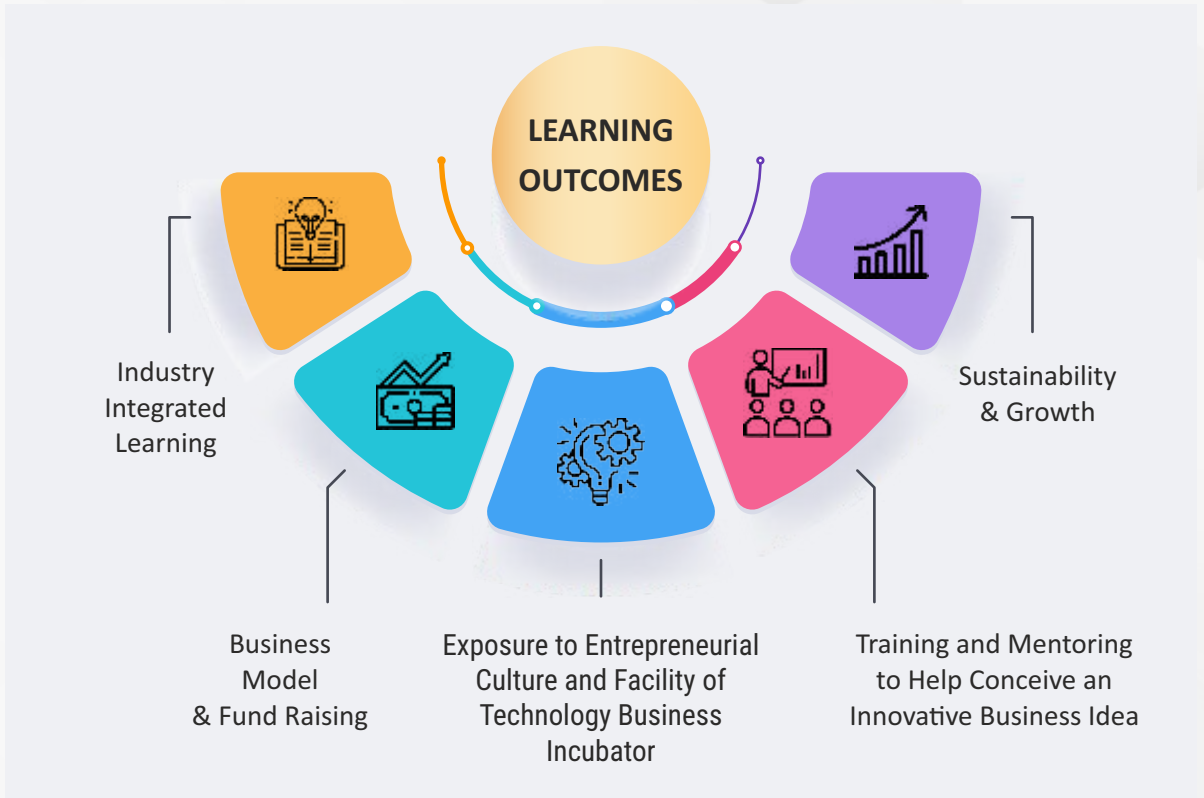 LEARNING
OUTCOMES
Industry
Integrated
Learning
Business
Model
& Fund Raising
Exposure to Entrepreneurial
Culture and Facility of
Technology Business
Incubator
Training and Mentoring
to Help Conceive an
Innovative Business Idea
Sustainability
& Growth